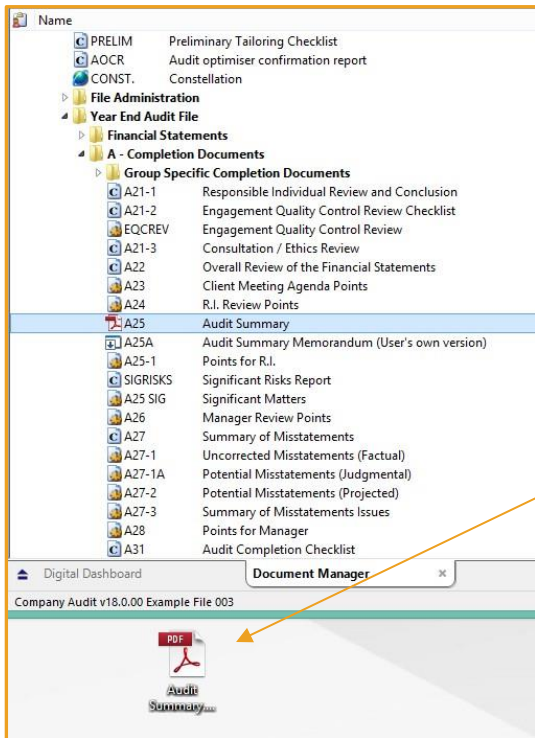 Name
PRELIM Preliminary Tailoring Checklist
AOCR Audit optimiser confirmation report
CONST. Constellation
File Administration
Year End Audit File
Financial Statements
A - Completion Documents
Group Specific Completion Documents
A21-1 Responsible Individual Review and Conclusion
A21-2 Engagement Quality Control Review Checklist
EQCREV Engagement Quality Control Review
A21-3 Consultation / Ethics Review
A22 Overall Review of the Financial Statements
A23 Client Meeting Agenda Points
A24 R.I. Review Points
A25 Audit Summary
A25A Audit Summary Memorandum (User's own version)
A25-1 Points for R.I.
SIGRISKS Significant Risks Report
A25 SIG Significant Matters
A26 Manager Review Points
A27 Summary of Misstatements
A27-1 Uncorrected Misstatements (Factual)
A27-1A Potential Misstatements (Judgmental)
A27-2 Potential Misstatements (Projected)
A27-3 Summary of Misstatements Issues
A28 Points for Manager
A31 Audit Completion Checklist
Digital Dashboard Document Manager
Company Audit v18.0.00 Example File 003
PDF
Audit
Summary....